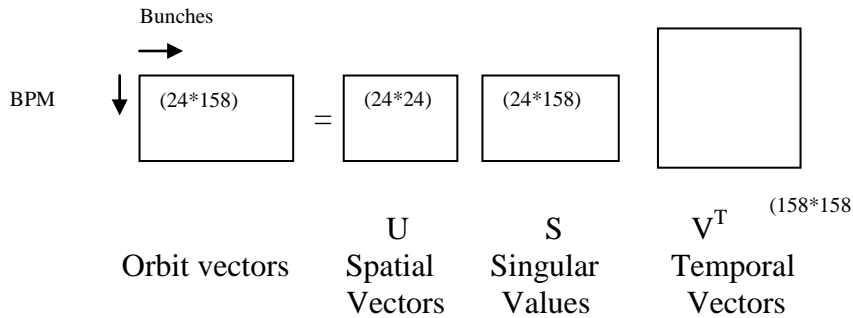 Bunches
BPM
(24*158)
=
(24*24)
(24*158)
(158*158
U
S
V^T
Orbit vectors
Spatial
Vectors
Singular
Values
Temporal
Vectors